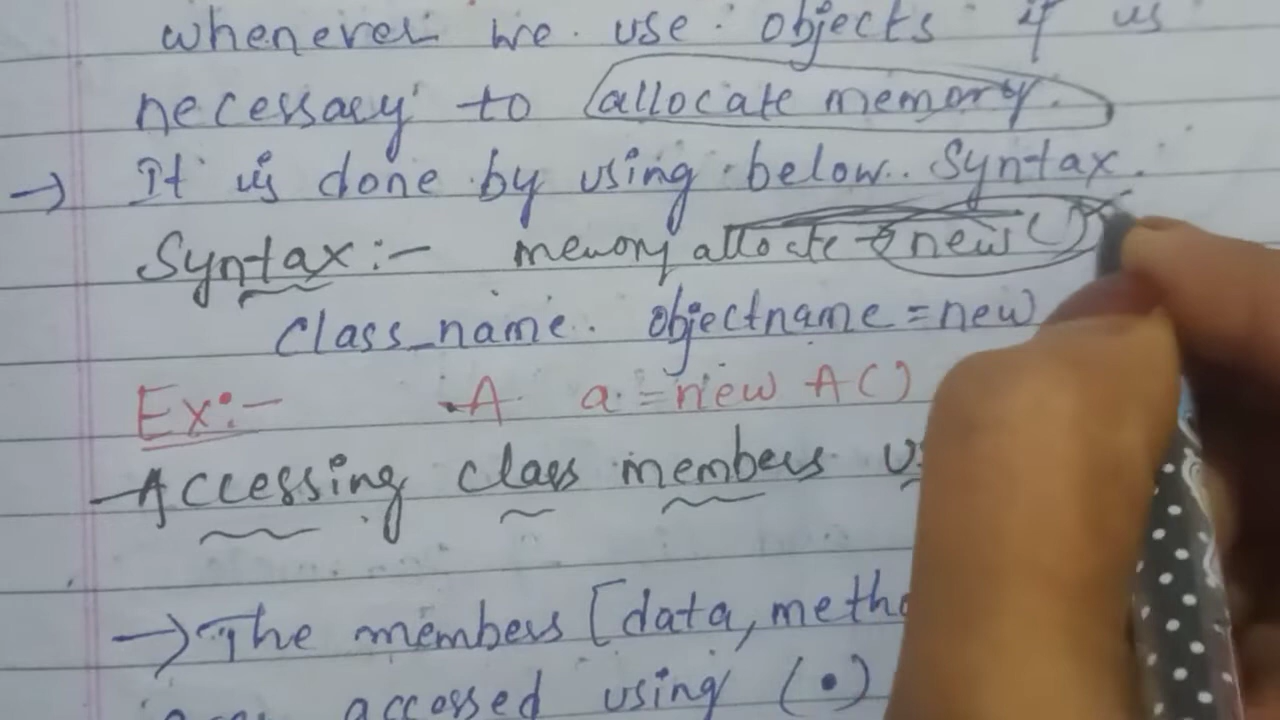 whenever we use objects it is
necessary to allocate memory.
→ It is done by using below Syntax.
Syntax:- memory allocate new()
Class_name objectname = new
Ex:- A a = new A()
Accessing class members
→ The members [data,
accessed using (•)